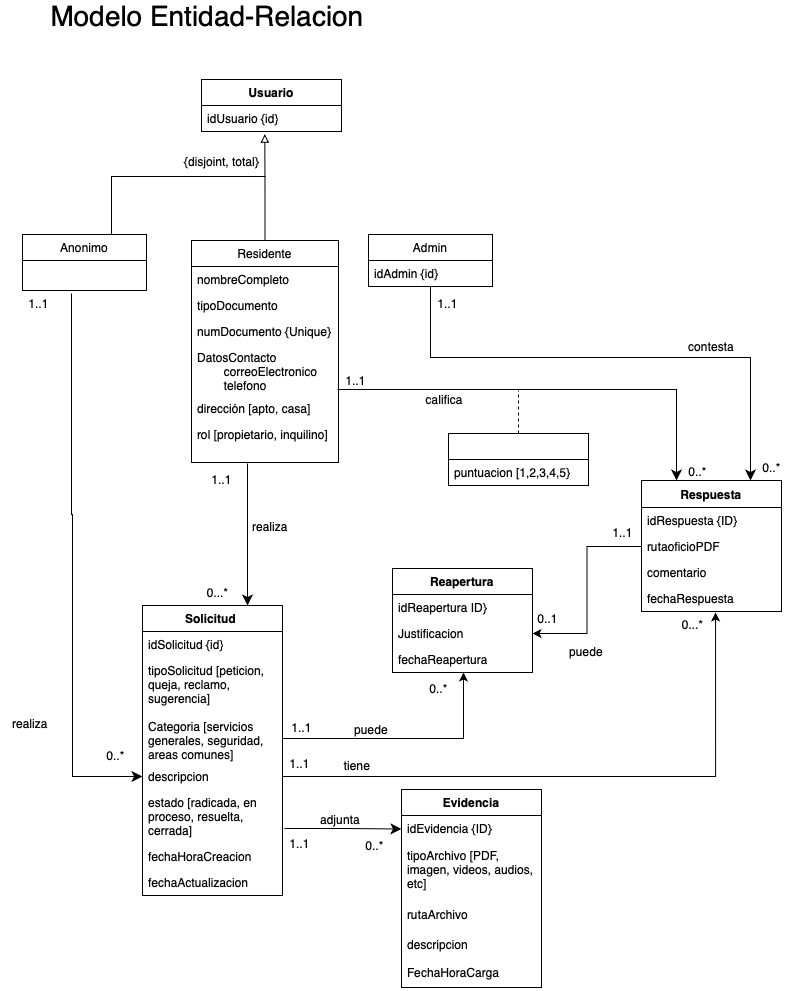 Modelo Entidad-Relacion
Usuario
idUsuario {id}
{disjoint, total}
Anonimo
1..1
Residente
nombreCompleto
tipoDocumento
numDocumento {Unique}
DatosContacto
correoElectronico
telefono
dirección [apto, casa]
rol [propietario, inquilino]
Admin
idAdmin {id}
1..1
contesta
1..1
califica
puntuacion [1,2,3,4,5}
0..*
0..*
1..1
realiza
0...*
Respuesta
idRespuesta {ID}
rutaoficioPDF
comentario
fechaRespuesta
1..1
0...*
Reapertura
idReapertura ID}
Justificacion
fechaReapertura
0..1
puede
0..*
Solicitud
idSolicitud {id}
tipoSolicitud [peticion,
queja, reclamo,
sugerencia]
Categoria [servicios
generales, seguridad,
areas comunes]
descripcion
estado [radicada, en
proceso, resuelta,
cerrada]
fechaHoraCreacion
fechaActualizacion
realiza
0..*
1..1
puede
1..1
tiene
adjunta
1..1
0..*
Evidencia
idEvidencia {ID}
tipoArchivo [PDF,
imagen, videos, audios,
etc]
rutaArchivo
descripcion
FechaHoraCarga